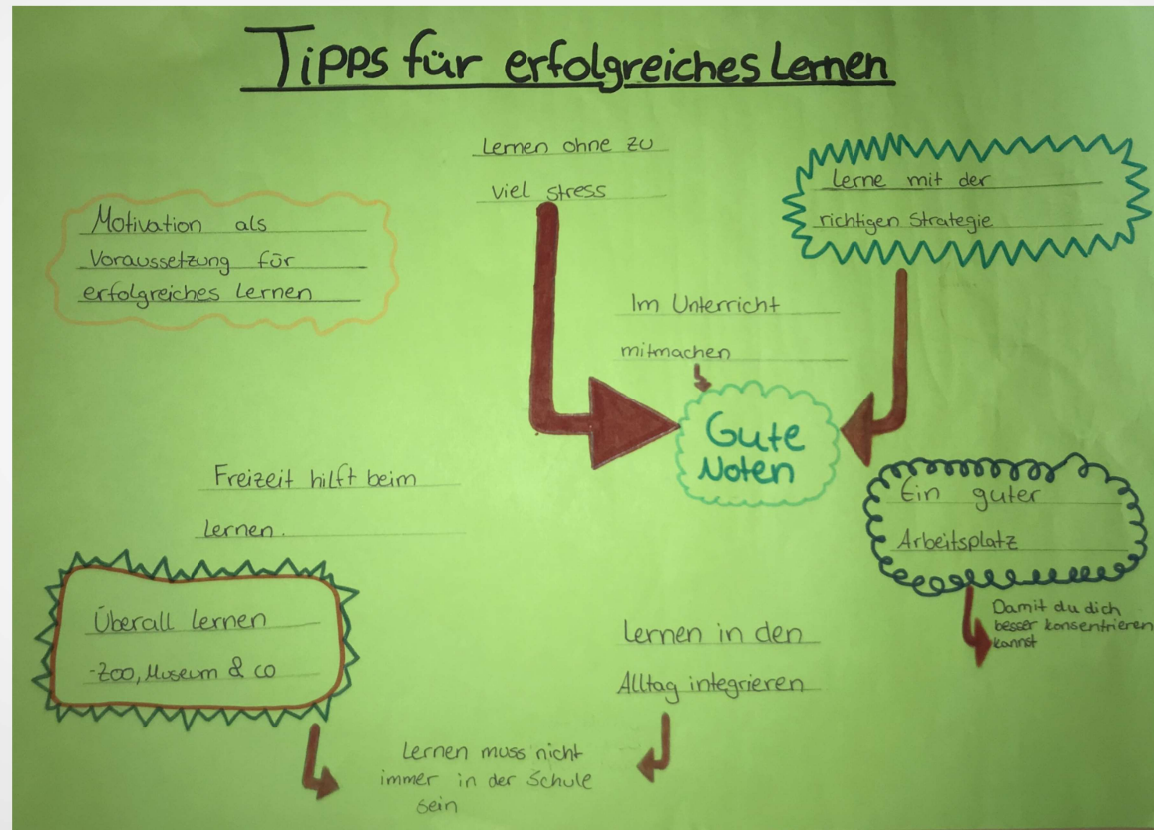 Tipps für erfolgreiches Lernen
Lernen ohne zu
viel stress
Lerne mit der
richtigen Strategie
Motivation als
Voraussetzung für
erfolgreiches Lernen
Im Unterricht
mitmachen
Gute
Noten
Freizeit hilft beim
lernen.
Ein guter
Arbeitsplatz
Damit du dich
besser konsentrieren
kannst
Überall lernen
-Zoo, Museum & co
Lernen in den
Alltag integrieren
Lernen muss nicht
immer in der Schule
sein